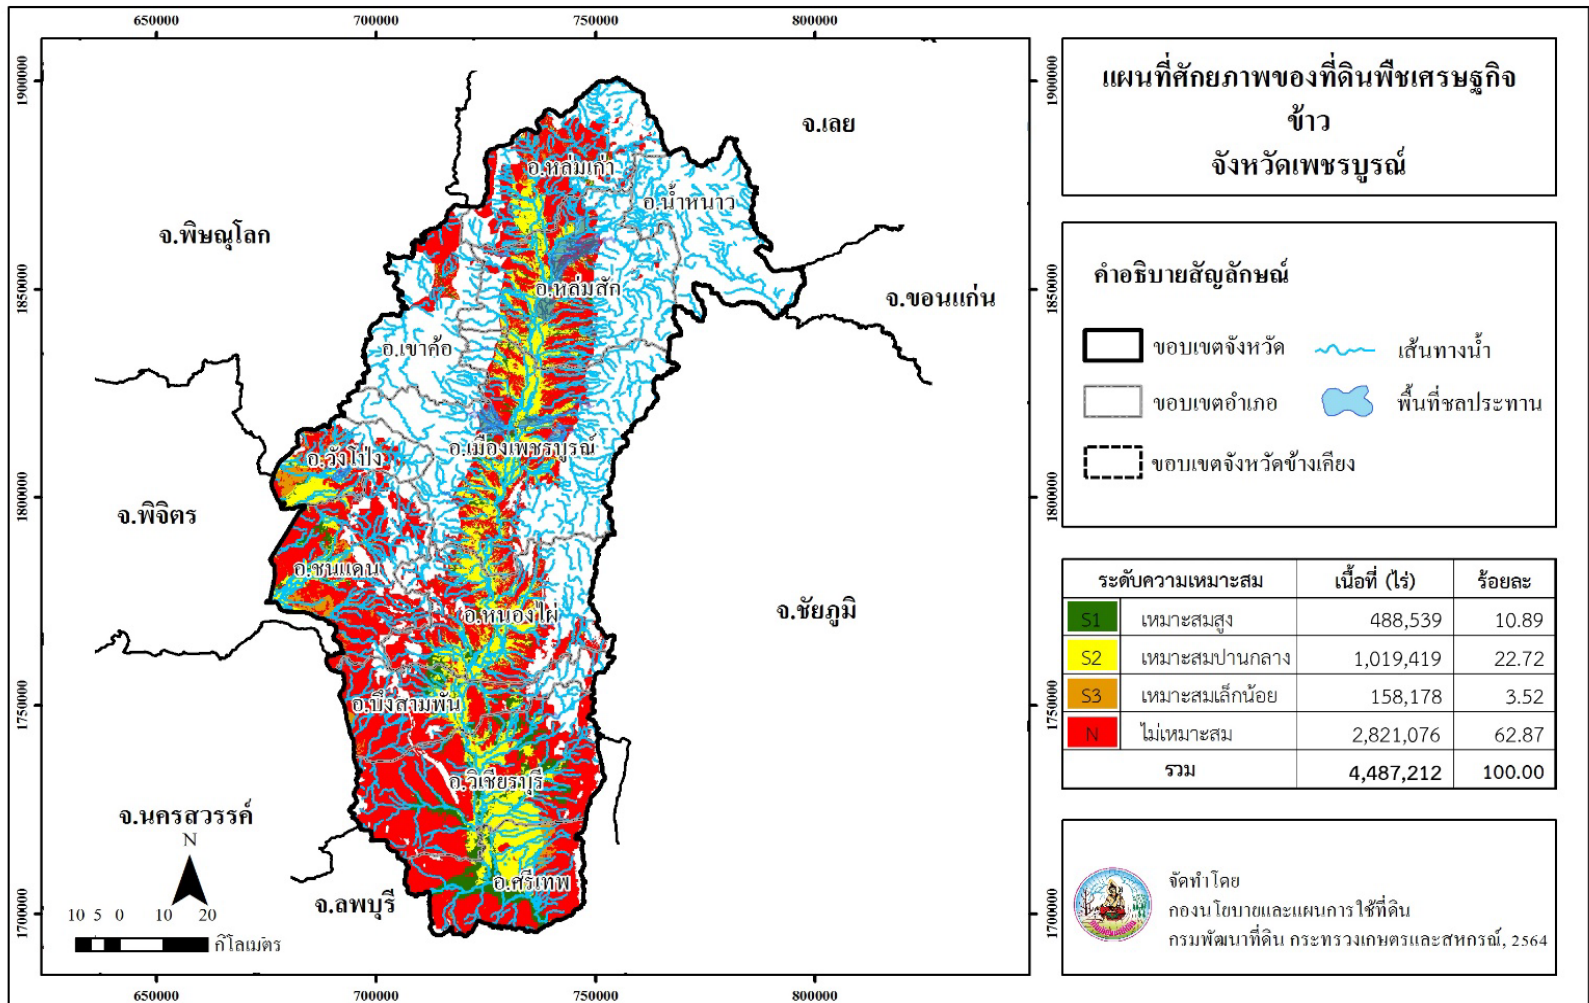 650000
700000
750000
800000
1900000
1850000
1800000
1750000
1700000
1900000
1850000
1800000
1750000
1700000
650000
700000
750000
800000
จ.เลย
จ.พิษณุโลก
จ.ขอนแก่น
จ.พิจิตร
จ.ชัยภูมิ
จ.นครสวรรค์
จ.ลพบุรี
อ.หล่มเก่า
อ.น้ำหนาว
อ.หล่มสัก
อ.เขาค้อ
อ.เมืองเพชรบูรณ์
อ.วังโป่ง
อ.ชนแดน
อ.หนองไผ่
อ.บึงสามพัน
อ.วิเชียรบุรี
อ.ศรีเทพ
N
10 5 0 10 20
กิโลเมตร
แผนที่ศักยภาพของที่ดินพืชเศรษฐกิจ
ข้าว
จังหวัดเพชรบูรณ์
คำอธิบายสัญลักษณ์
ขอบเขตจังหวัด เส้นทางน้ำ
ขอบเขตอำเภอ พื้นที่ชลประทาน
ขอบเขตจังหวัดข้างเคียง
ระดับความเหมาะสม เนื้อที่ (ไร่) ร้อยละ
S1 เหมาะสมสูง 488,539 10.89
S2 เหมาะสมปานกลาง 1,019,419 22.72
S3 เหมาะสมเล็กน้อย 158,178 3.52
N ไม่เหมาะสม 2,821,076 62.87
รวม 4,487,212 100.00
จัดทำโดย
กองนโยบายและแผนการใช้ที่ดิน
กรมพัฒนาที่ดิน กระทรวงเกษตรและสหกรณ์, 2564